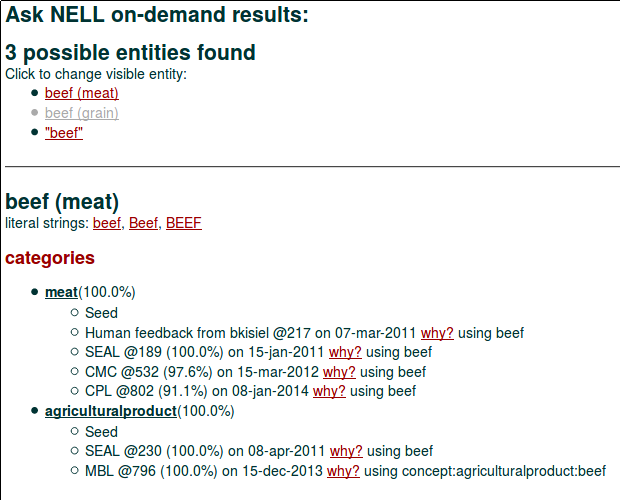 Ask NELL on-demand results:
3 possible entities found
Click to change visible entity:
beef (meat)
beef (grain)
"beef"
beef (meat)
literal strings: beef, Beef, BEEF
categories
meat(100.0%)
Seed
Human feedback from bkisiel @217 on 07-mar-2011 why? using beef
SEAL @189 (100.0%) on 15-jan-2011 why? using beef
CMC @532 (97.6%) on 15-mar-2012 why? using beef
CPL @802 (91.1%) on 08-jan-2014 why? using beef
agriculturalproduct(100.0%)
Seed
SEAL @230 (100.0%) on 08-apr-2011 why? using beef
MBL @796 (100.0%) on 15-dec-2013 why? using concept:agriculturalproduct:beef